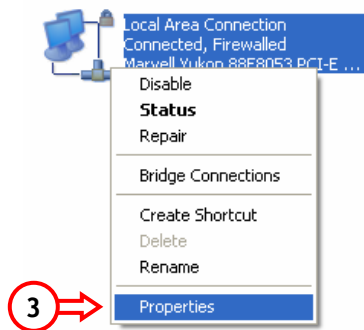 Local Area Connection
Connected, Firewalled
Marvell Yukon 88E8053 PCI-E ...
Disable
Status
Repair
Bridge Connections
Create Shortcut
Delete
Rename
3
Properties